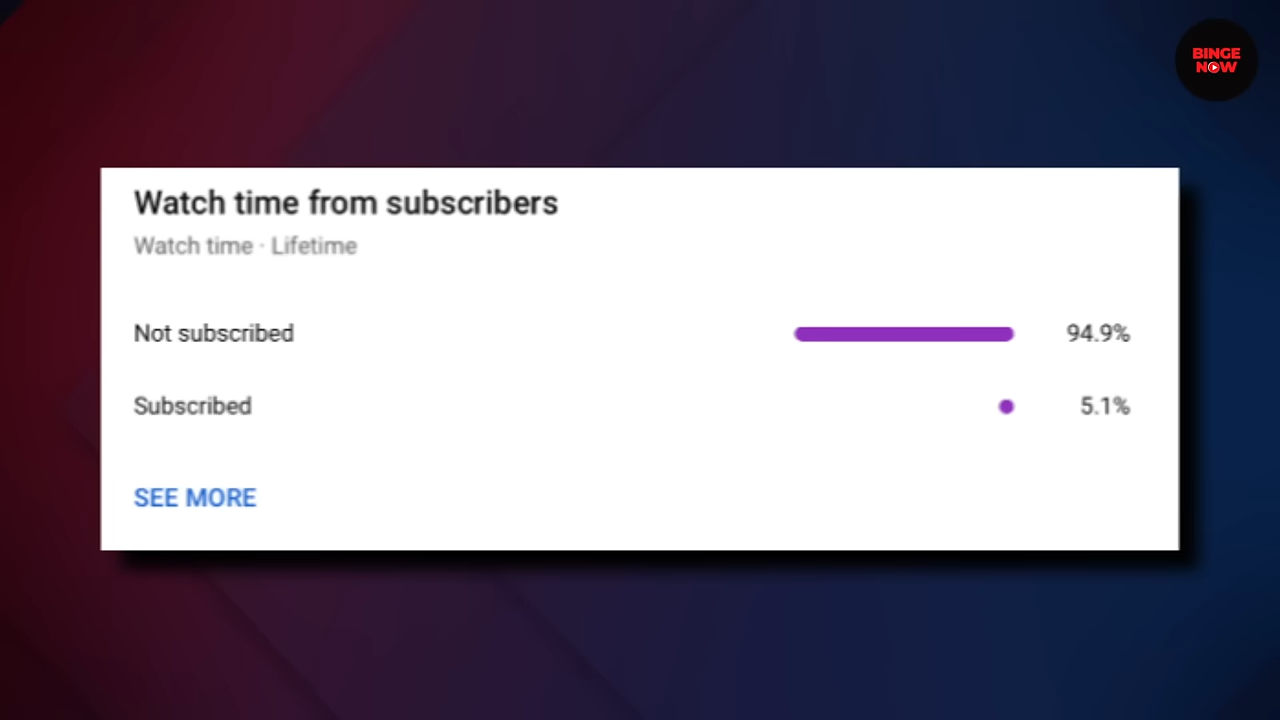 BINGE
NOW
Watch time from subscribers
Watch time · Lifetime
Not subscribed 94.9%
Subscribed 5.1%
SEE MORE